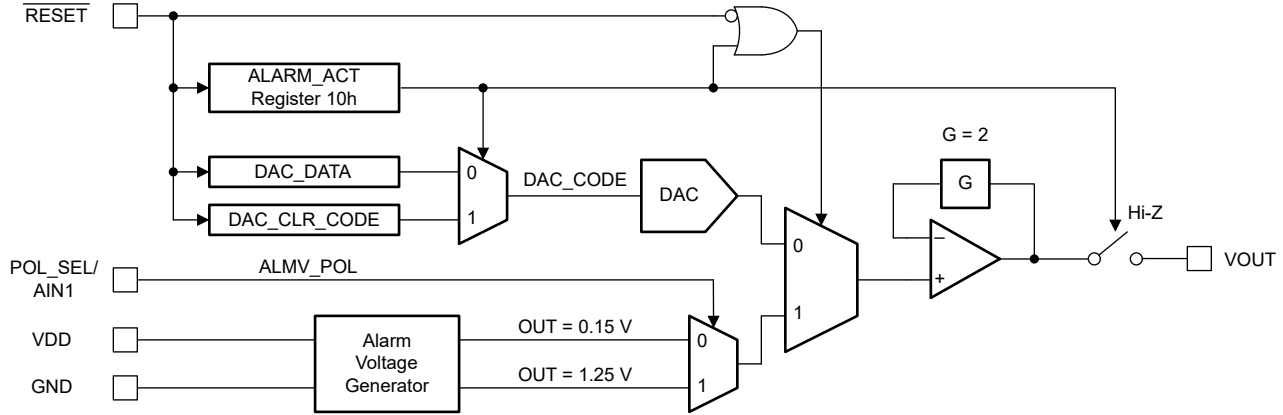 RESET
ALARM_ACT
Register 10h
G = 2
DAC_DATA
0
DAC_CODE
DAC
G
DAC_CLR_CODE
1
Hi-Z
0
–
VOUT
POL_SEL/
AIN1
ALMV_POL
+
1
VDD
OUT = 0.15 V
0
Alarm
Voltage
Generator
GND
OUT = 1.25 V
1